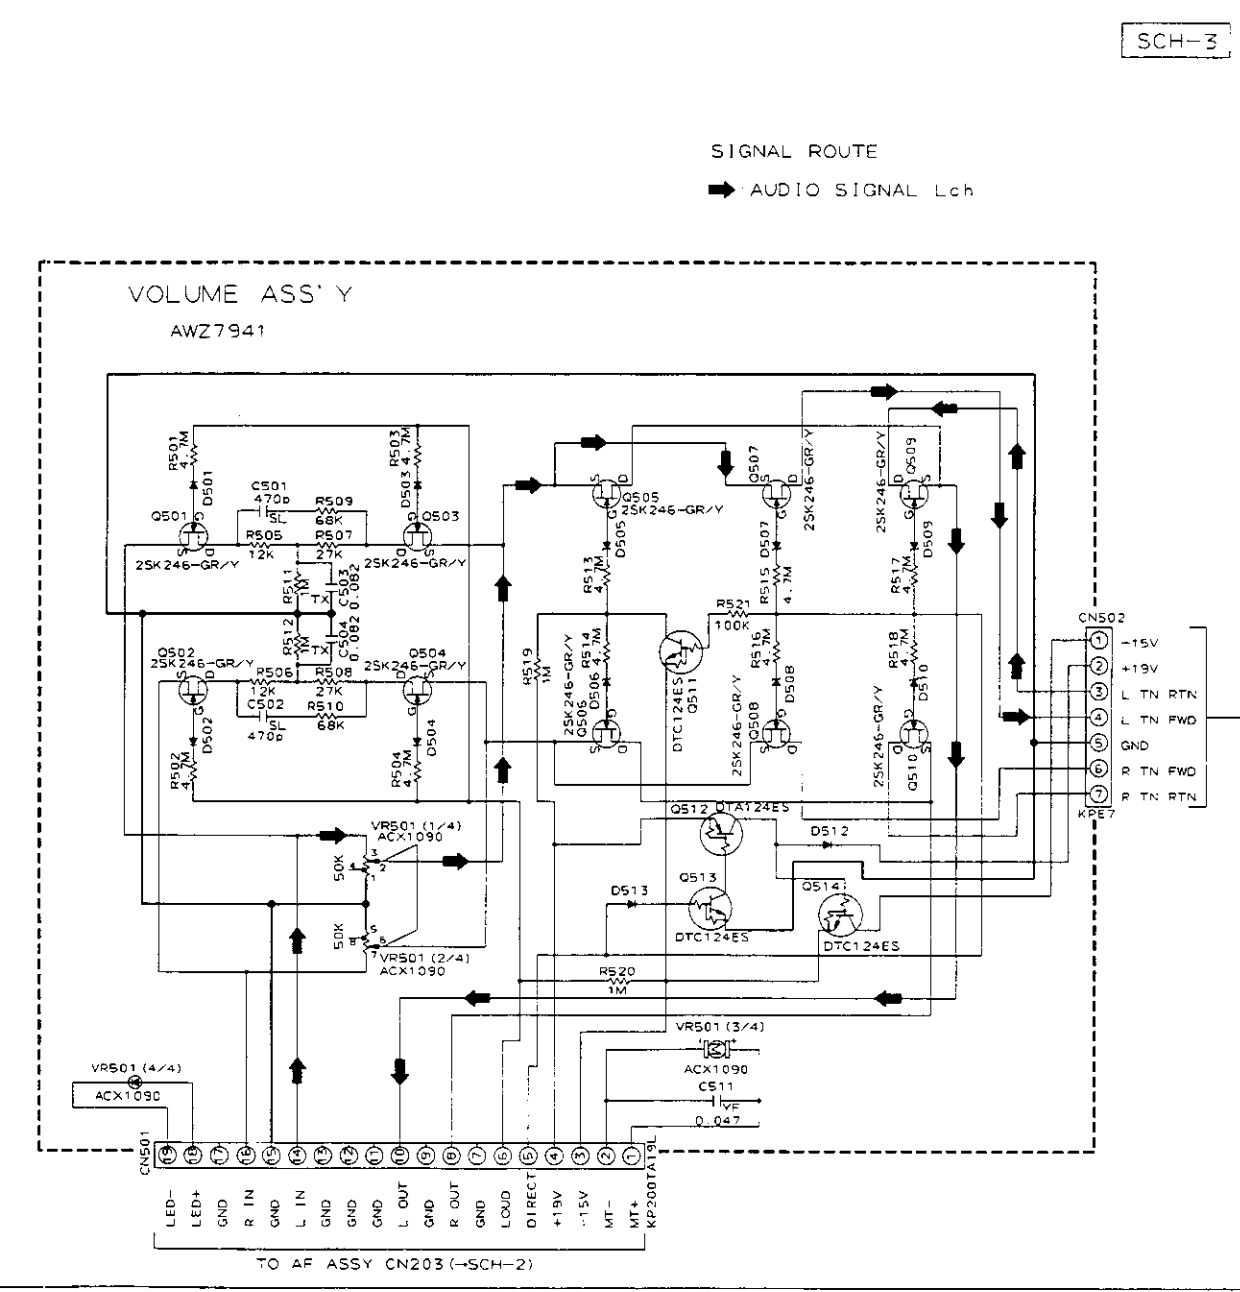 SCH-3
SIGNAL ROUTE
AUDIO SIGNAL Lch
VOLUME ASS'Y
AWZ7941
R501
4.7M
D501
Q501
2SK246-GR/Y
C501
470p
SL
R509
68K
R505
12K
R507
27K
R503
4.7M
D503
Q503
2SK246-GR/Y
R511
1M
TX
C503
0.082
R512
1M
TX
C504
0.082
Q502
2SK246-GR/Y
R506
12K
R508
27K
C502
SL
470p
R510
68K
Q504
2SK246-GR/Y
D502
R502
4.7M
D504
R504
4.7M
Q505
2SK246-GR/Y
D505
R513
4.7M
R514
4.7M
D506
Q506
2SK246-GR/Y
R519
1M
Q507
2SK246-GR/Y
D507
R515
4.7M
R521
100K
R516
4.7M
D508
Q508
2SK246-GR/Y
DTC124ES
Q511
Q509
2SK246-GR/Y
D509
R517
4.7M
R518
4.7M
D510
Q510
2SK246-GR/Y
Q512
DTA124ES
D512
Q513
DTC124ES
D513
Q514
DTC124ES
R520
1M
VR501 (1/4)
ACX1090
50K
3
4
2
1
50K
5
8
6
7
VR501 (2/4)
ACX1090
VR501 (3/4)
M
ACX1090
C511
YF
0.047
VR501 (4/4)
ACX1090
CN502
1 -15V
2 +19V
3 L TN RTN
4 L TN FWD
5 GND
6 R TN FWD
7 R TN RTN
KPE7
CN501
19 18 17 16 15 14 13 12 11 10 9 8 7 6 5 4 3 2 1
KP200TA19L
LED-
LED+
GND
R IN
GND
L IN
GND
GND
GND
L OUT
GND
R OUT
GND
LOUD
DIRECT
+19V
-15V
MT-
MT+
TO AF ASSY CN203 (→SCH-2)